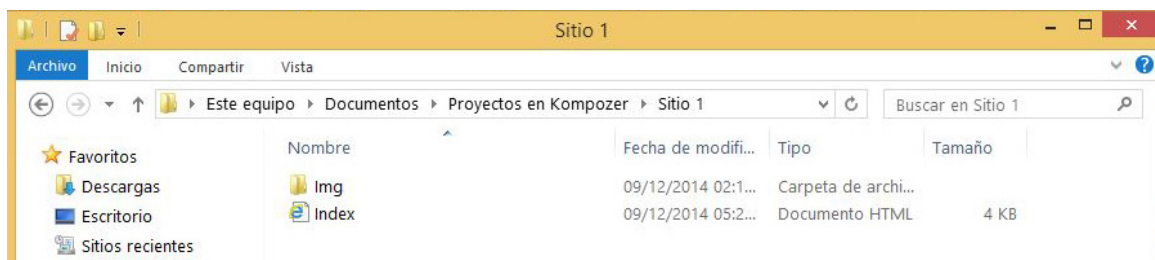 Sitio 1
Archivo Inicio Compartir Vista
Este equipo Documentos Proyectos en Kompozer Sitio 1 Buscar en Sitio 1
Favoritos Nombre Fecha de modifi... Tipo Tamaño
Descargas Img 09/12/2014 02:1... Carpeta de archi...
Escritorio Index 09/12/2014 05:2... Documento HTML 4 KB
Sitios recientes